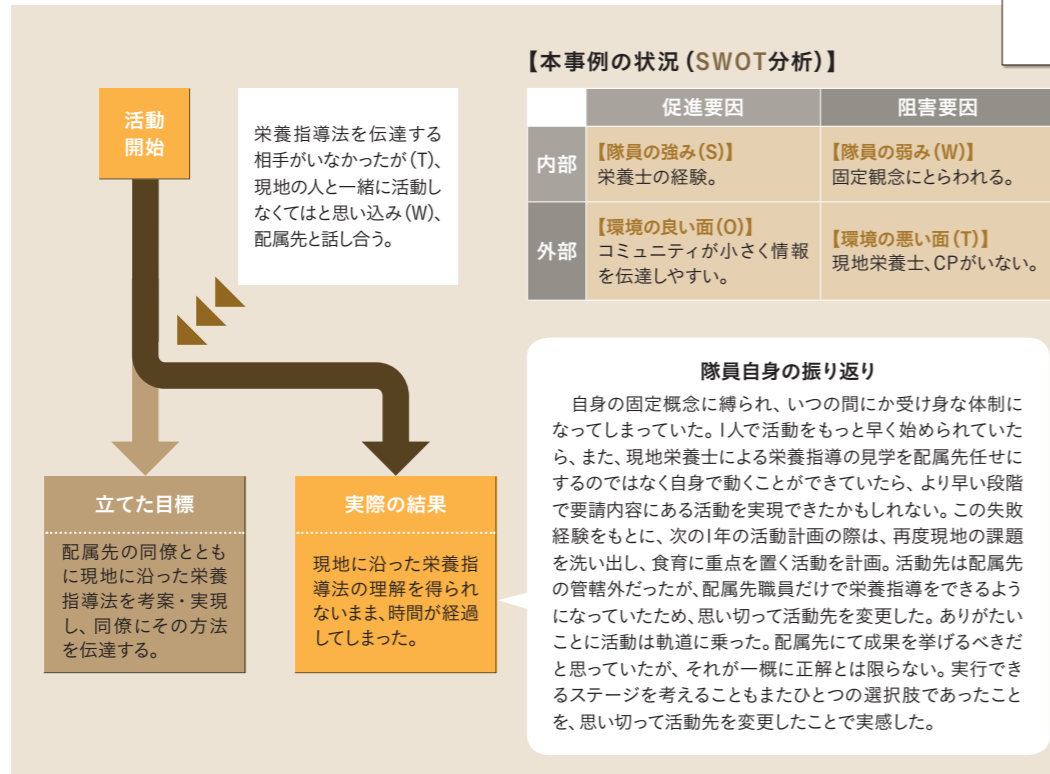 活動
開始
栄養指導法を伝達する
相手がいなかったが(T)、
現地の人と一緒に活動し
なくてはと思い込み(W)、
配属先と話し合う。
立てた目標
配属先の同僚ととも
に現地に沿った栄養
指導法を考案・実現
し、同僚にその方法
を伝達する。
実際の結果
現地に沿った栄養指
導法の理解を得られ
ないまま、時間が経過
してしまった。
【本事例の状況(SWOT分析)】
促進要因
阻害要因
内部
【隊員の強み(S)】
栄養士の経験。
【隊員の弱み(W)】
固定観念にとらわれる。
外部
【環境の良い面(O)】
コミュニティが小さく情報
を伝達しやすい。
【環境の悪い面(T)】
現地栄養士、CPがいない。
隊員自身の振り返り
自身の固定概念に縛られ、いつの間にか受け身な体制に
なってしまっていた。1人で活動をもっと早く始められていた
ら、また、現地栄養士による栄養指導の見学を配属先任せに
するのではなく自身で動くことができていたら、より早い段階
で要請内容にある活動を実現できたかもしれない。この失敗
経験をもとに、次の1年の活動計画の際は、再度現地の課題
を洗い出し、食育に重点を置く活動を計画。活動先は配属先
の管轄外だったが、配属先職員だけで栄養指導をできるよう
になっていたため、思い切って活動先を変更した。ありがたい
ことに活動は軌道に乗った。配属先にて成果を挙げるべきだ
と思っていたが、それが一概に正解とは限らない。実行でき
るステージを考えることもまたひとつの選択肢であったこと
を、思い切って活動先を変更したことで実感した。